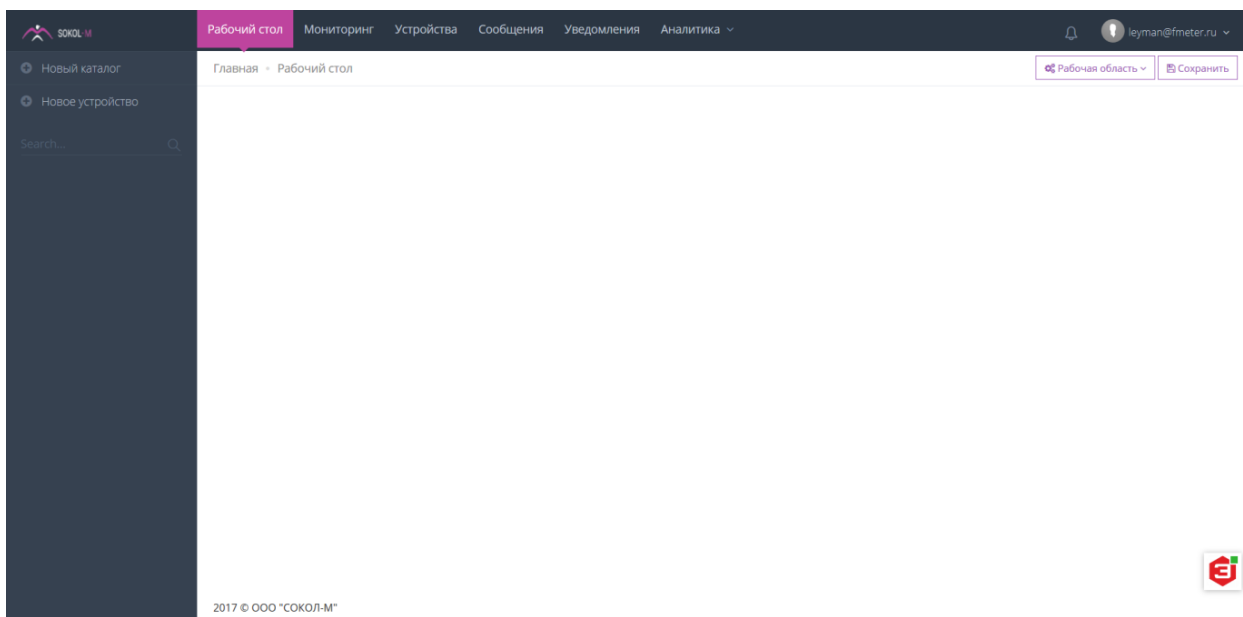 SOKOL-M
Рабочий стол Мониторинг Устройства Сообщения Уведомления Аналитика
leyman@fmeter.ru
Новый каталог
Главная Рабочий стол
Рабочая область Сохранить
Новое устройство
Search...
2017 © ООО "СОКОЛ-М"